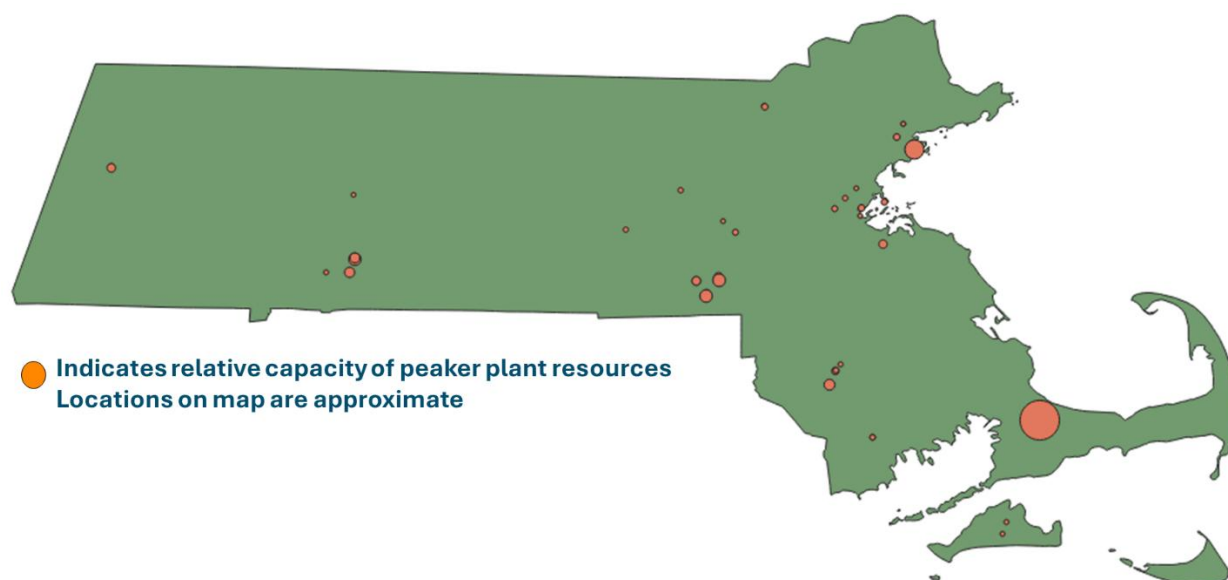 Indicates relative capacity of peaker plant resources
Locations on map are approximate